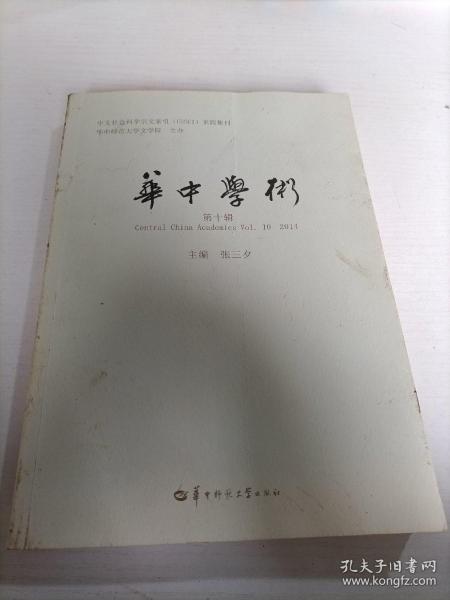 中文社会科学引文索引（CSSCI）来源集刊
华中师范大学文学院 主办
華中學術
第十辑
Central China Academics Vol. 10 2014
主编 张三夕
華中师范大学出版社
孔夫子旧书网
www.kongfz.com